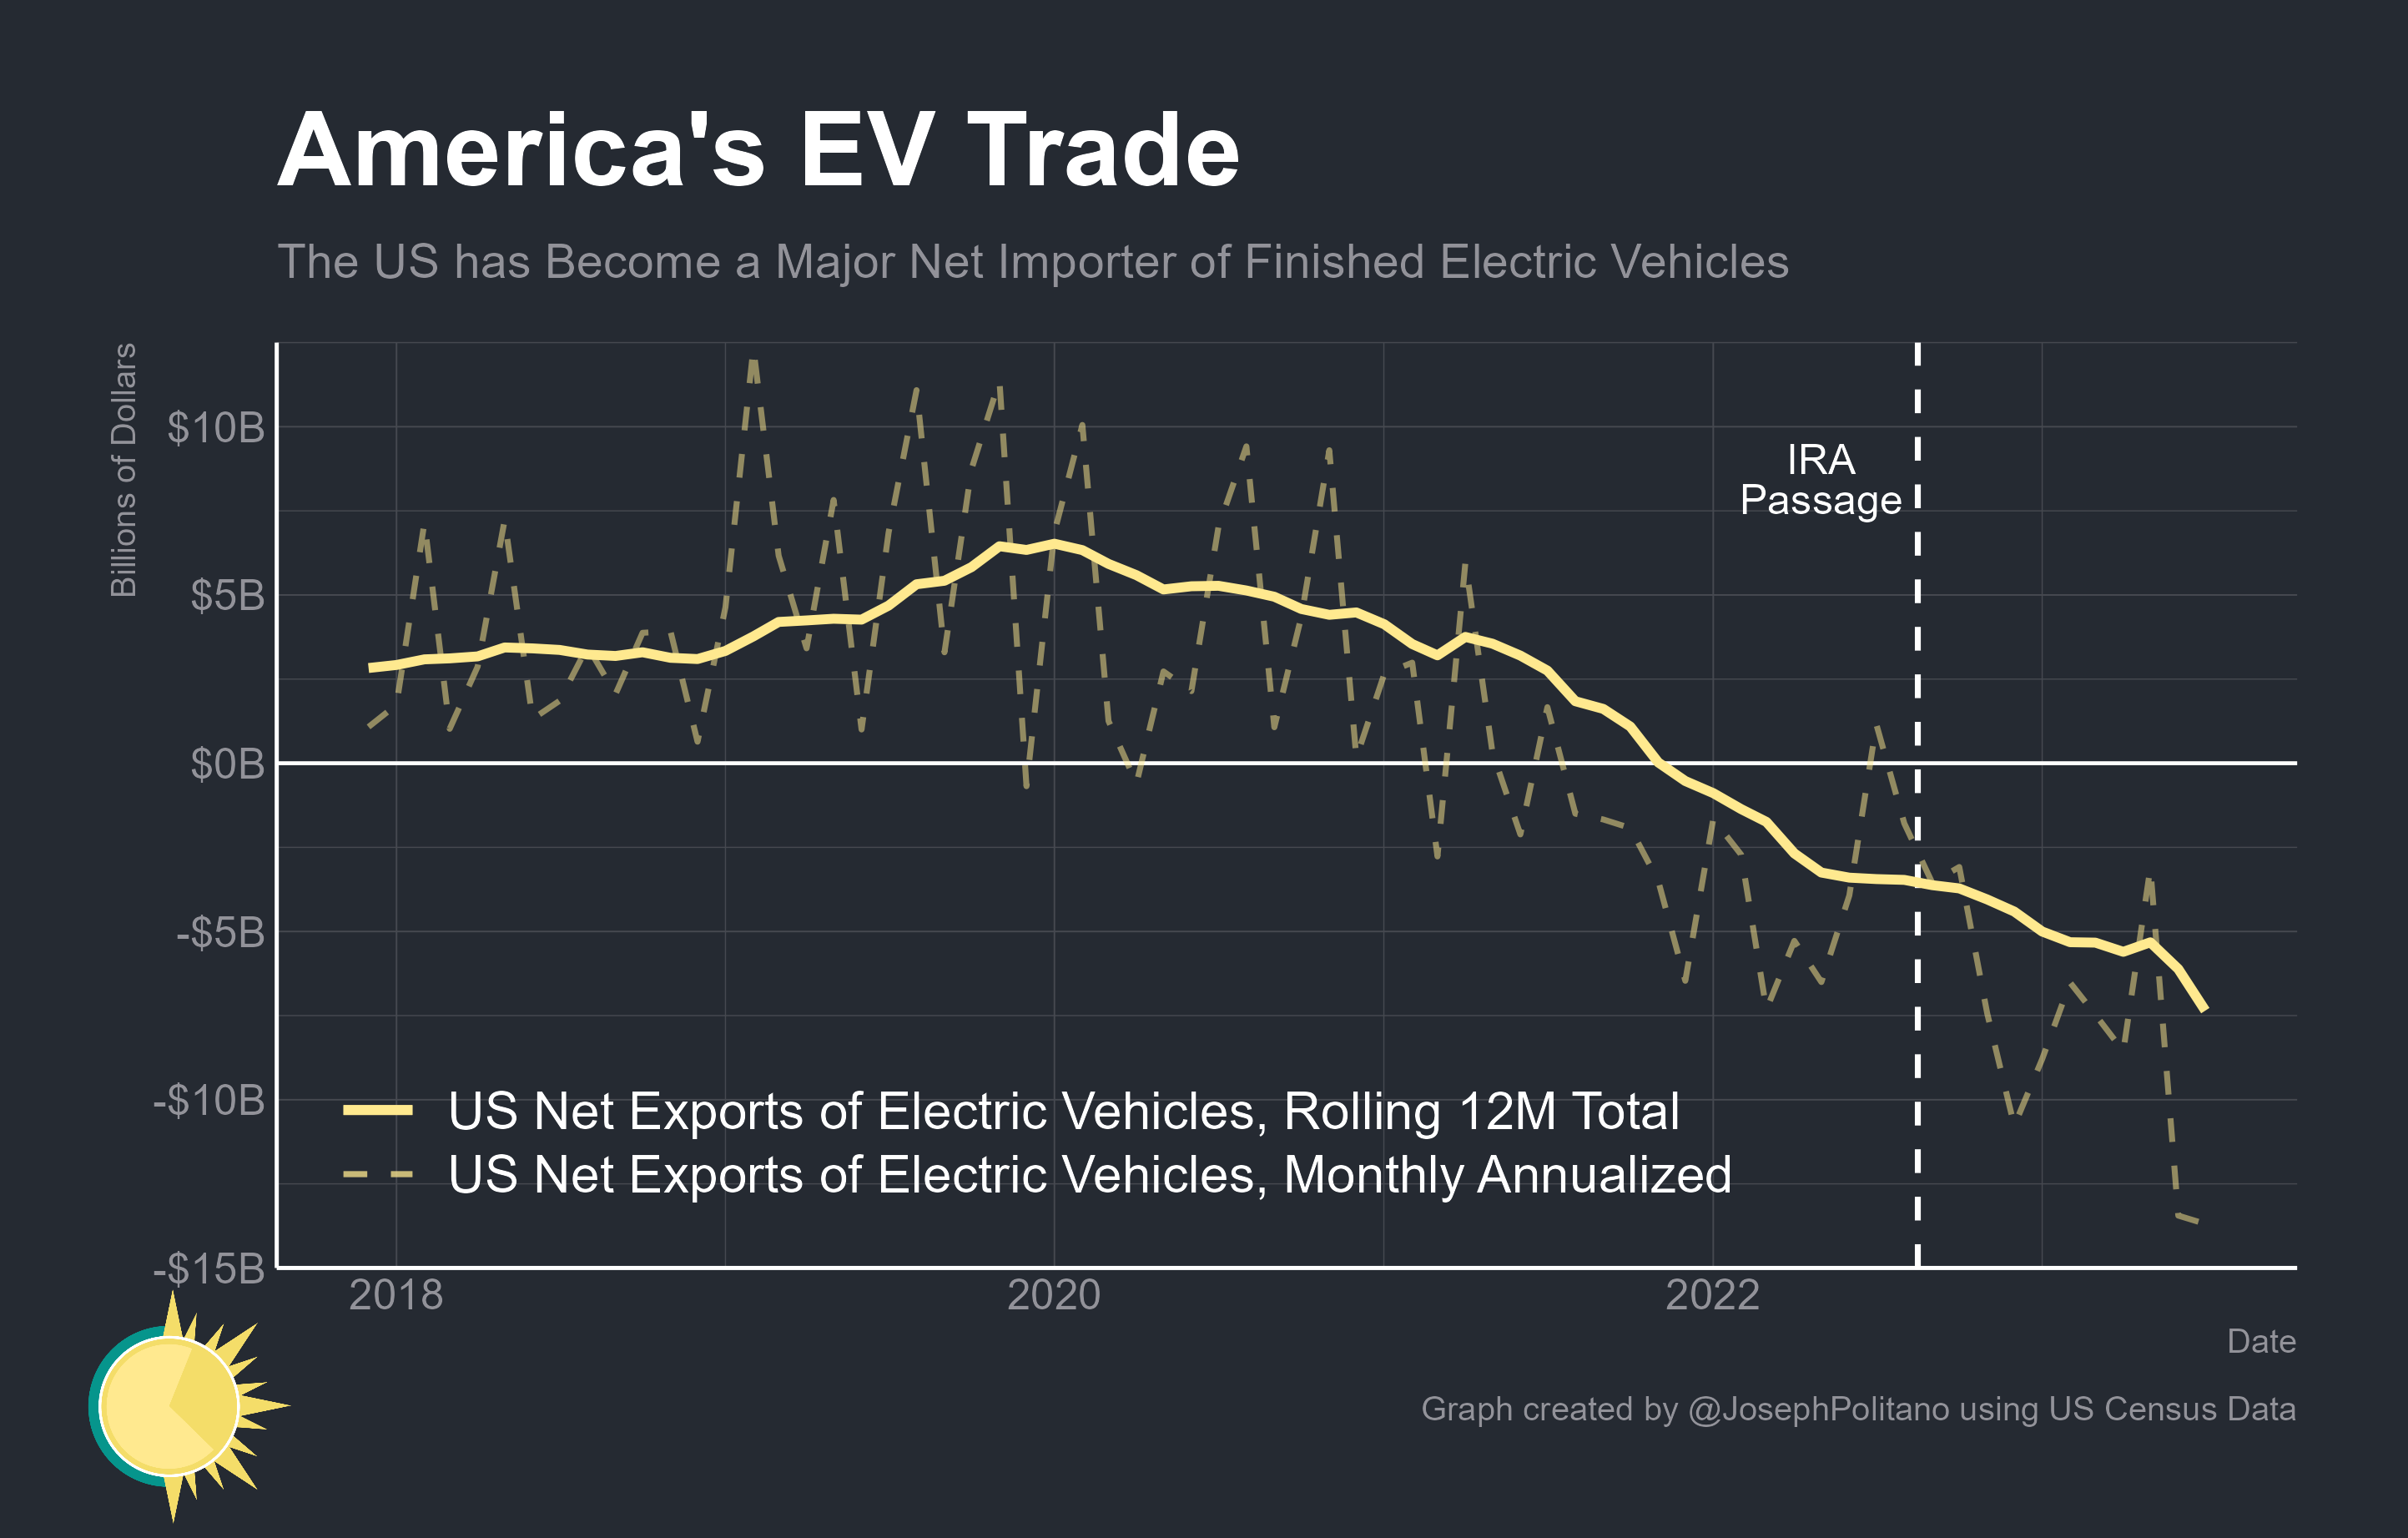 America's EV Trade
The US has Become a Major Net Importer of Finished Electric Vehicles
Billions of Dollars
$10B
$5B
$0B
-$5B
-$10B
-$15B
IRA
Passage
US Net Exports of Electric Vehicles, Rolling 12M Total
US Net Exports of Electric Vehicles, Monthly Annualized
2018 2020 2022
Date
Graph created by @JosephPolitano using US Census Data